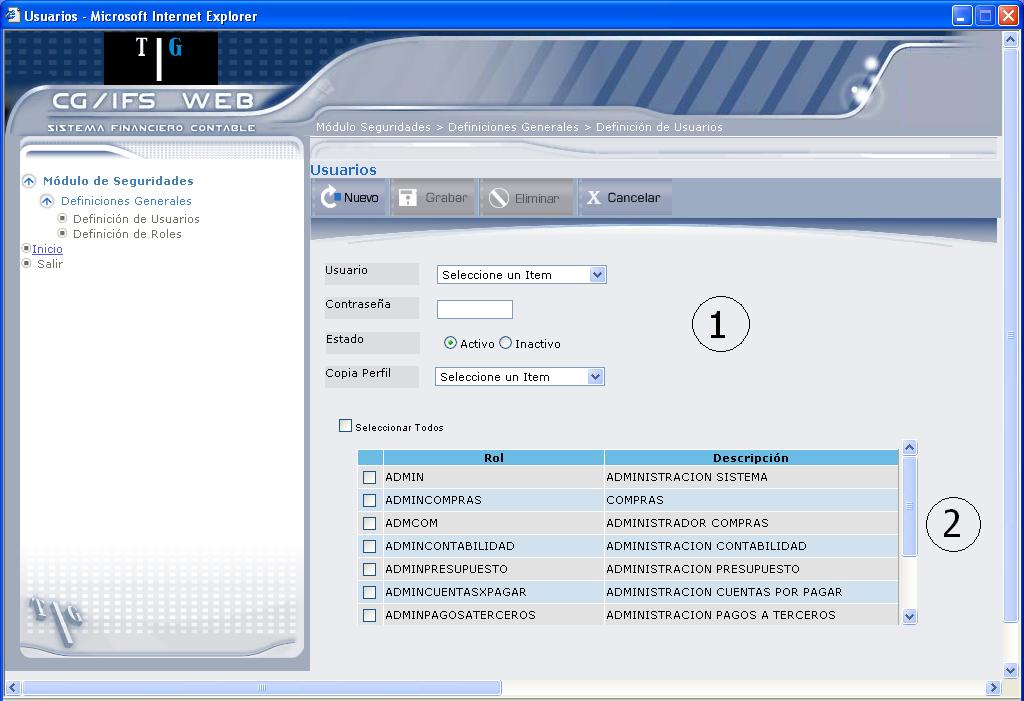 Usuarios - Microsoft Internet Explorer
T G
CG/IFS WEB
SISTEMA FINANCIERO CONTABLE
Módulo Seguridades > Definiciones Generales > Definición de Usuarios
Módulo de Seguridades
Definiciones Generales
Definición de Usuarios
Definición de Roles
Inicio
Salir
Usuarios
Nuevo Grabar Eliminar X Cancelar
Usuario Seleccione un Item
Contraseña
Estado Activo Inactivo
Copia Perfil Seleccione un Item
1
Seleccionar Todos
Rol Descripción
ADMIN ADMINISTRACION SISTEMA
ADMINCOMPRAS COMPRAS
ADMCOM ADMINISTRADOR COMPRAS
ADMINCONTABILIDAD ADMINISTRACION CONTABILIDAD
ADMINPRESUPUESTO ADMINISTRACION PRESUPUESTO
ADMINCUENTASXPAGAR ADMINISTRACION CUENTAS POR PAGAR
ADMINPAGOSATERCEROS ADMINISTRACION PAGOS A TERCEROS
2
T G